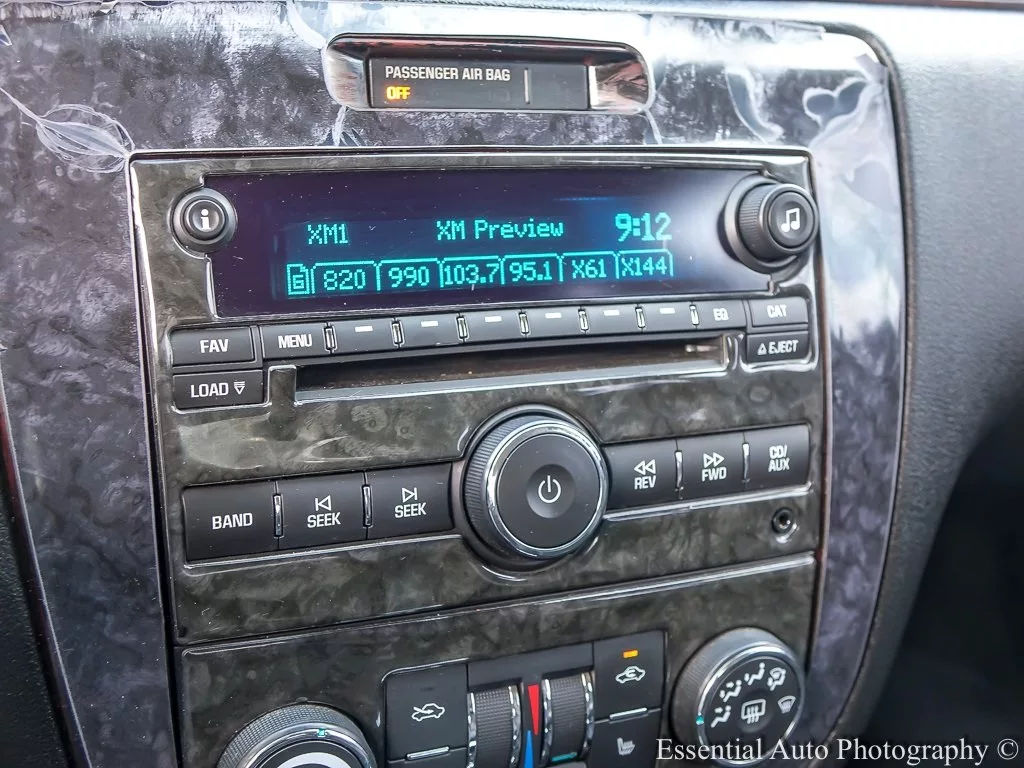 PASSENGER AIR BAG
OFF
i
XM1 XM Preview 9:12
6 820 990 103.7 95.1 X61 X144
FAV MENU EQ CAT
LOAD EJECT
BAND SEEK SEEK REV FWD CD/AUX
Essential Auto Photography ©